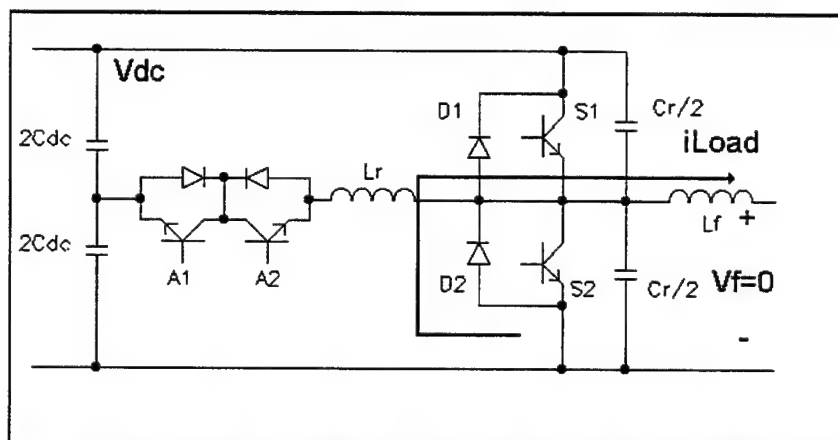 Vdc
D1
S1
Cr/2
2Cdc
iLoad
Lr
Lf
+
2Cdc
A1
A2
D2
S2
Cr/2
Vf=0
-